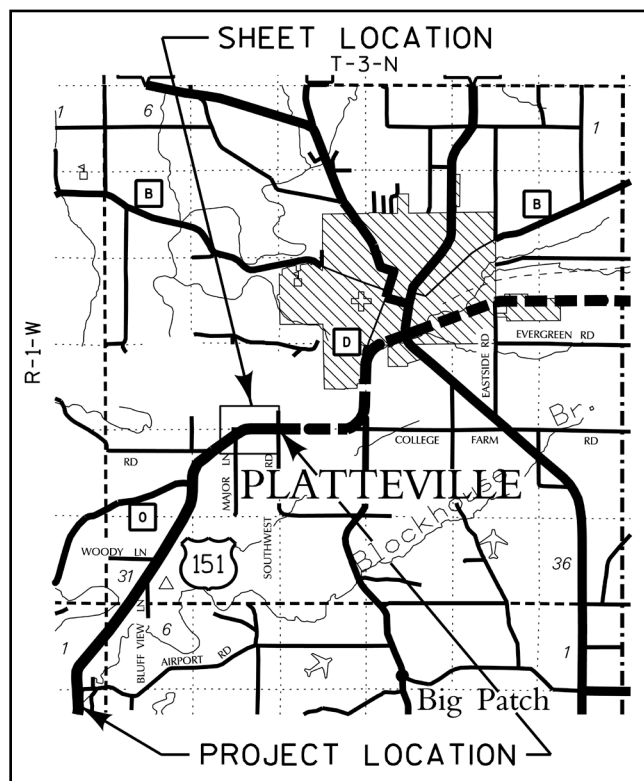 SHEET LOCATION
T-3-N
1
6
1
B
B
R-1-W
D
EVERGREEN RD
EASTSIDE RD
Br.
COLLEGE FARM RD
RD
MAJOR LN
RD
PLATTEVILLE
SOUTHWEST
Blockhouse
O
WOODY LN
151
31
36
BLUFF VIEW LN
6
1
AIRPORT RD
1
Big Patch
PROJECT LOCATION